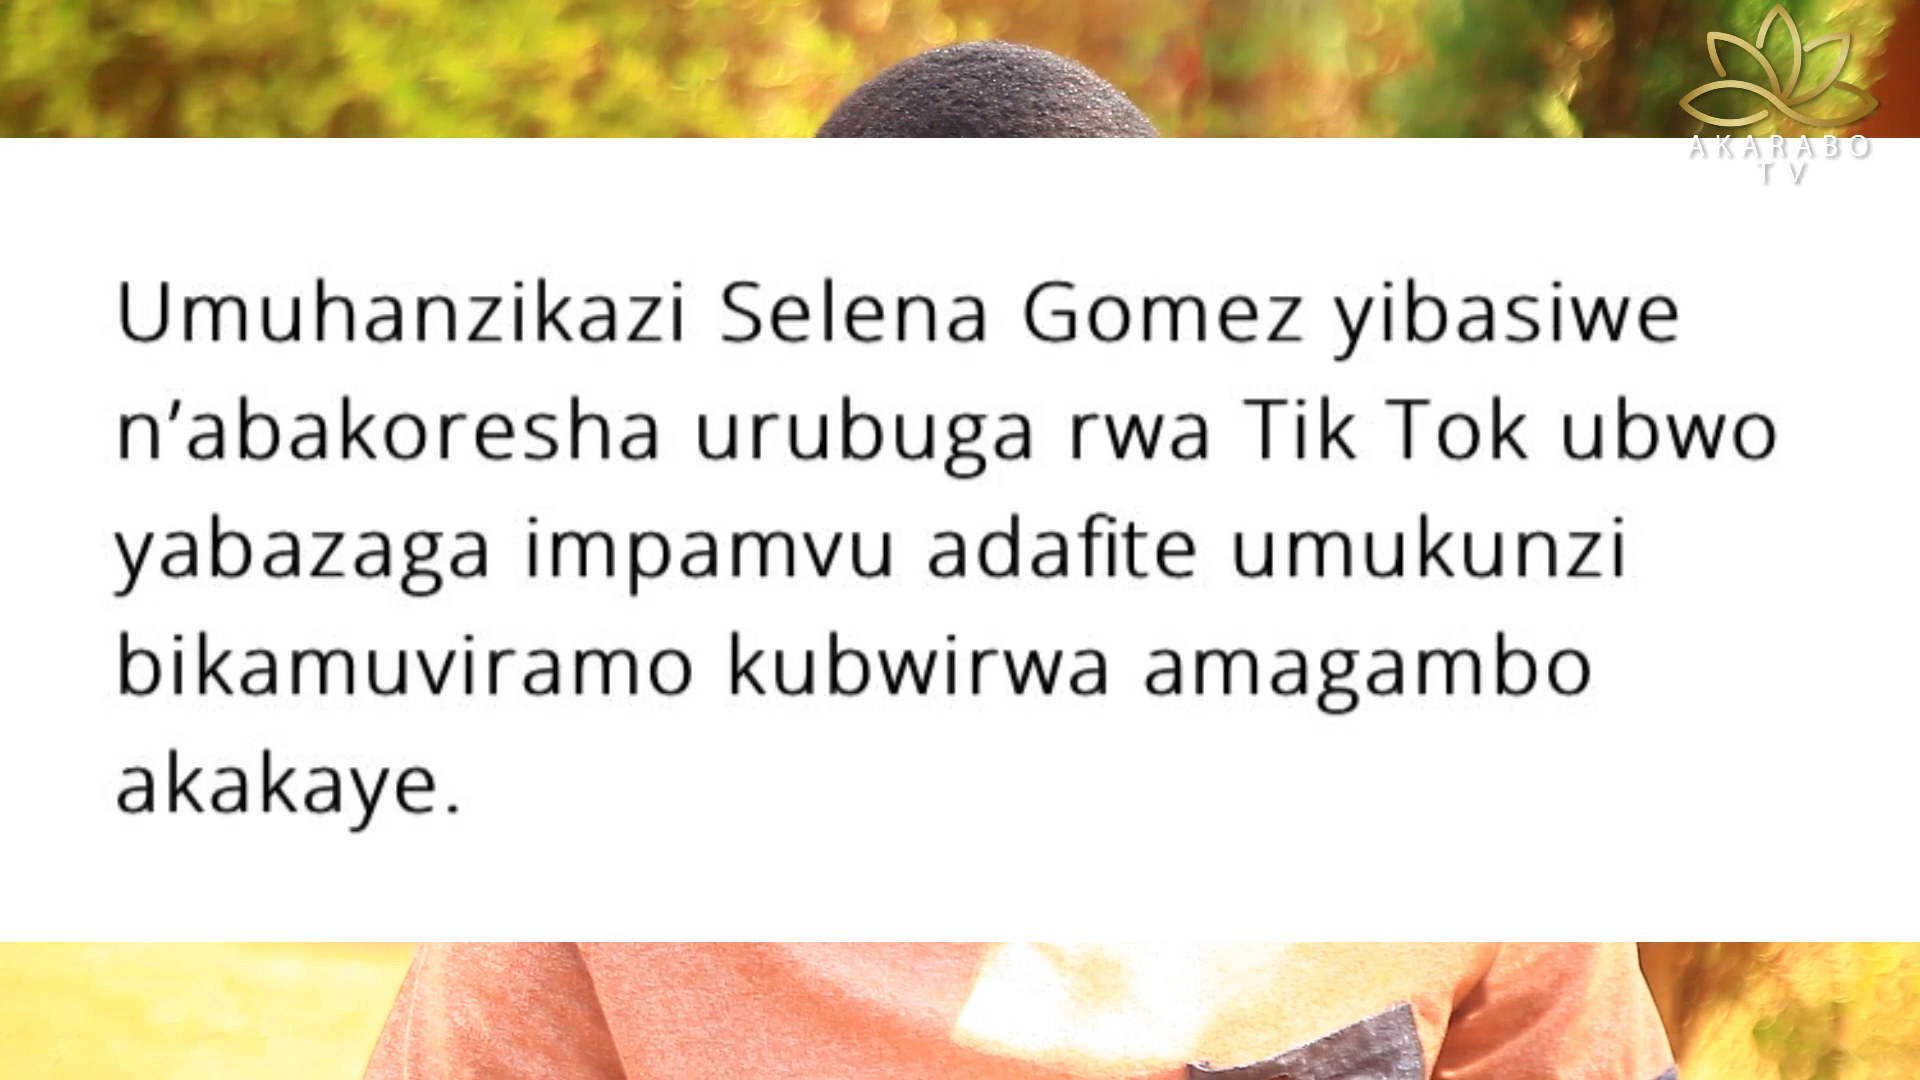 AKARABO
TV
Umuhanzikazi Selena Gomez yibasiwe
n’abakoresha urubuga rwa Tik Tok ubwo
yabazaga impamvu adafite umukunzi
bikamuviramo kubwirwa amagambo
akakaye.